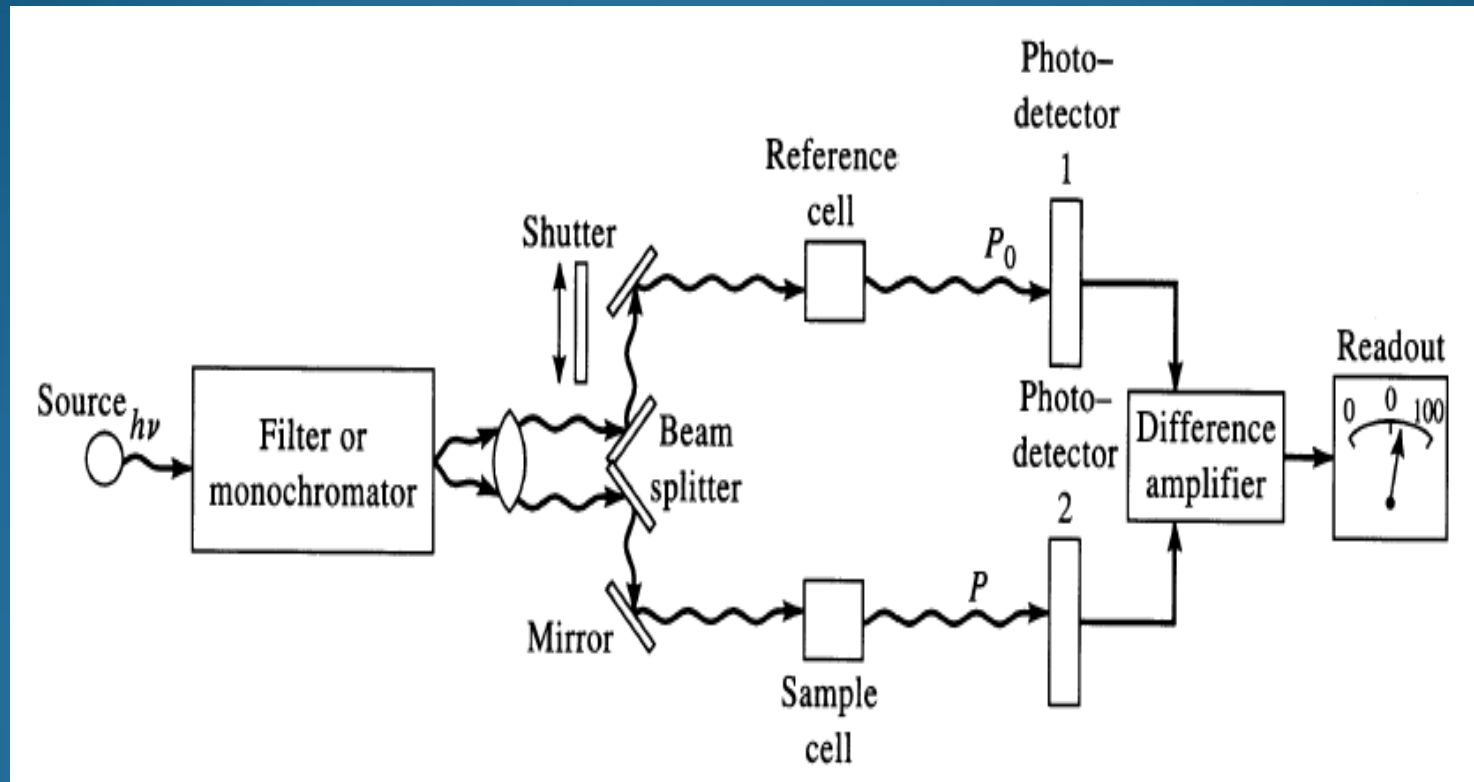 Photo–
detector
1
Reference
cell
P0
Shutter
Readout
0 0 100
Source
hν
Filter or
monochromator
Beam
splitter
Photo–
detector
2
Difference
amplifier
Mirror
P
Sample
cell